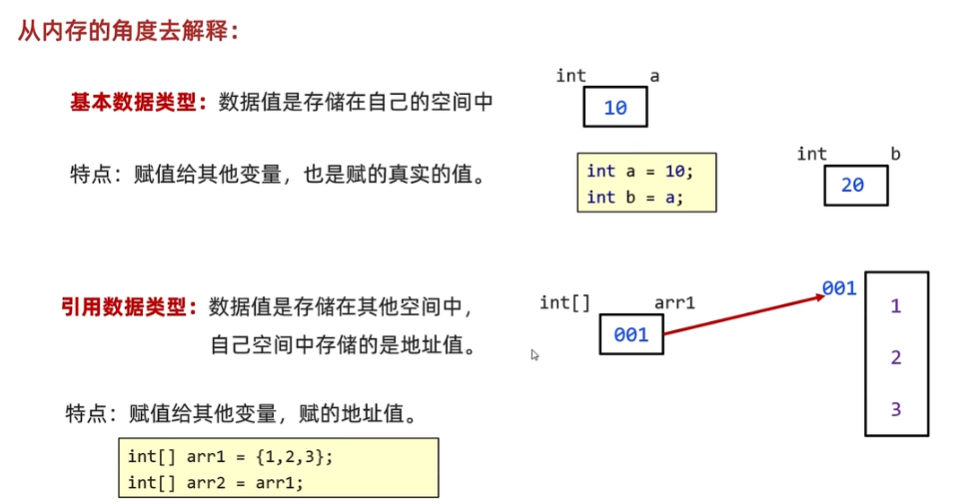 从内存的角度去解释：
int a
基本数据类型：数据值是存储在自己的空间中
10
int b
特点：赋值给其他变量，也是赋的真实的值。
int a = 10;
int b = a;
20
引用数据类型：数据值是存储在其他空间中，
自己空间中存储的是地址值。
int[] arr1
001
001
1
2
3
特点：赋值给其他变量，赋的地址值。
int[] arr1 = {1,2,3};
int[] arr2 = arr1;